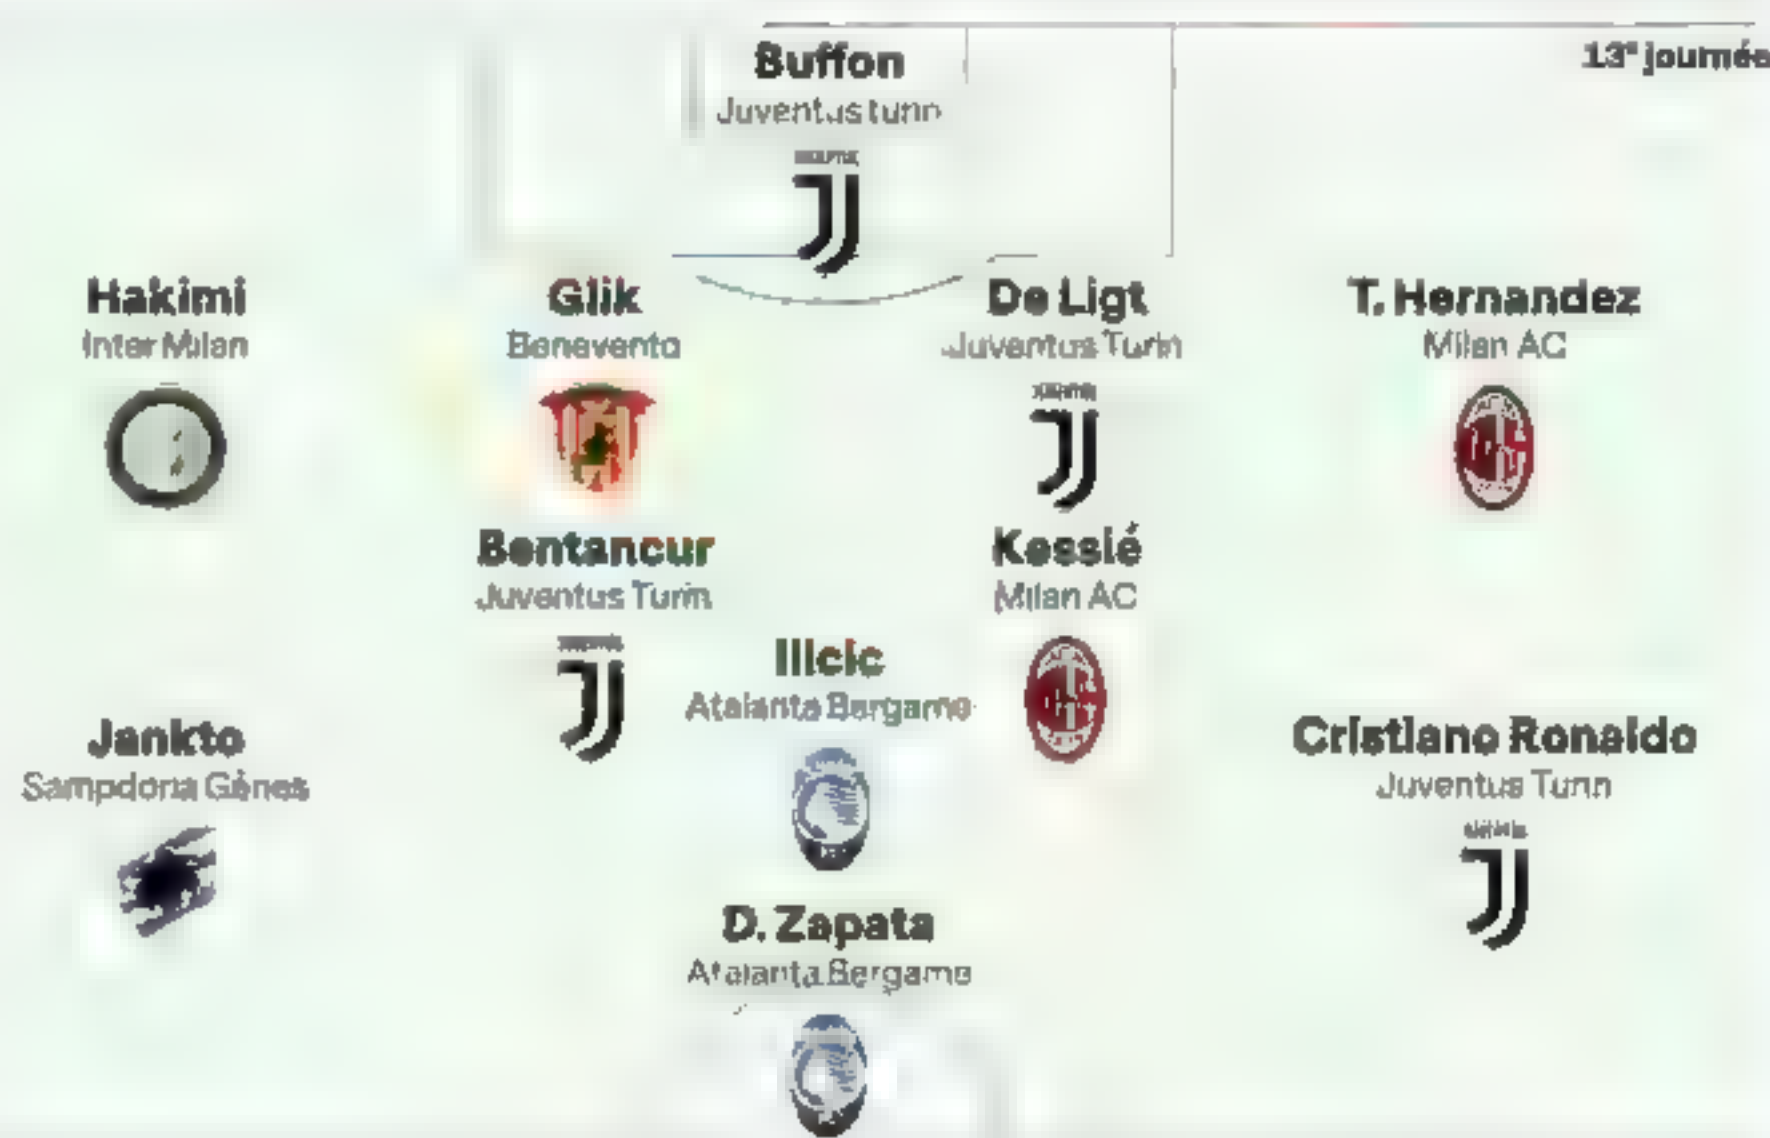 13e journée
Buffon
Juventus turin
Hakimi
Inter Milan
Glik
Benevento
De Ligt
Juventus Turin
T. Hernandez
Milan AC
Bentancur
Juventus Turin
Kessié
Milan AC
Ilicic
Atalanta Bergame
Jankto
Sampdoria Gênes
Cristiano Ronaldo
Juventus Turin
D. Zapata
Atalanta Bergame